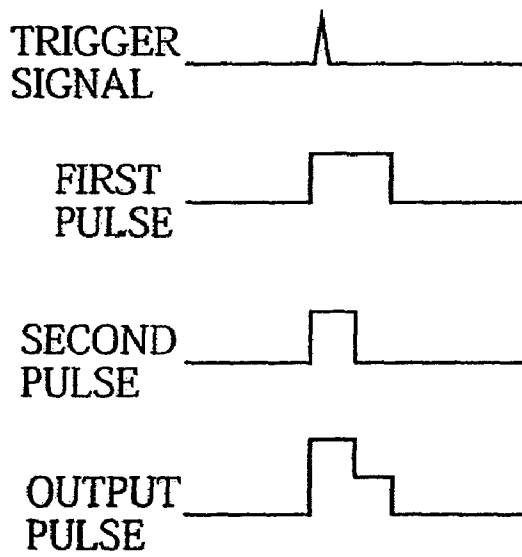 TRIGGER
SIGNAL
FIRST
PULSE
SECOND
PULSE
OUTPUT
PULSE